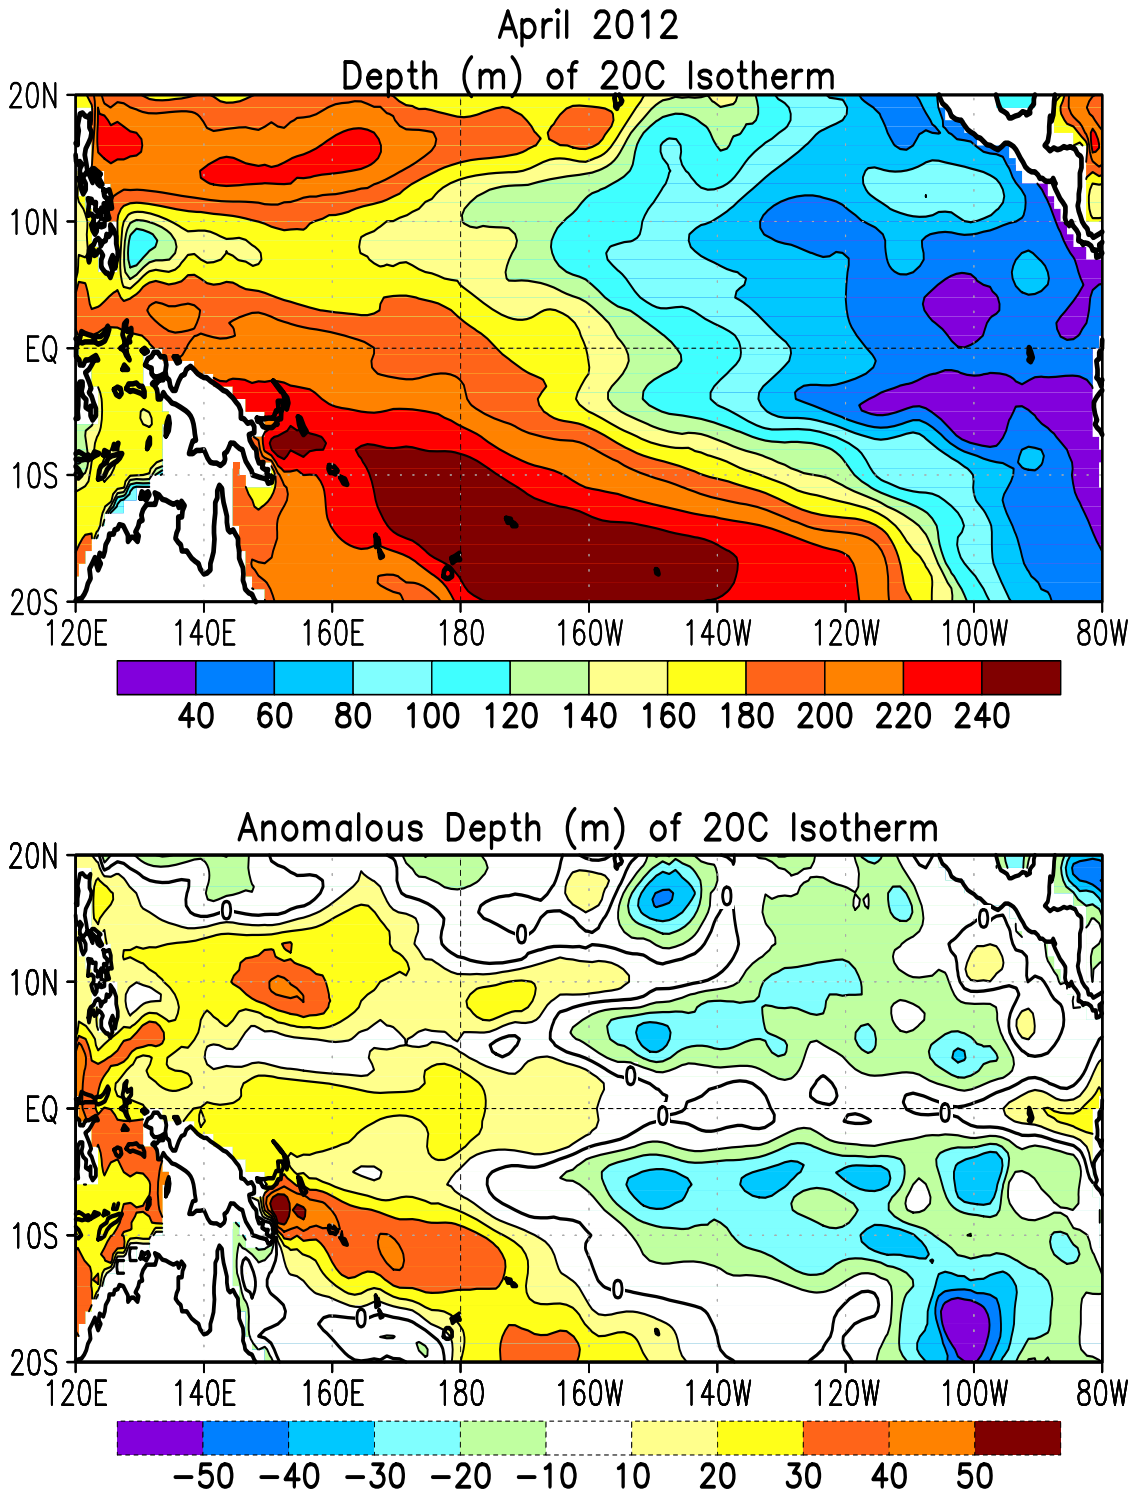 April 2012
Depth (m) of 20C Isotherm
20N
10N
EQ
10S
20S
120E 140E 160E 180 160W 140W 120W 100W 80W
40 60 80 100 120 140 160 180 200 220 240
Anomalous Depth (m) of 20C Isotherm
20N
0 0 0 0
10N
0
EQ
0 0
10S
0
0
20S
120E 140E 160E 180 160W 140W 120W 100W 80W
−50 −40 −30 −20 −10 10 20 30 40 50